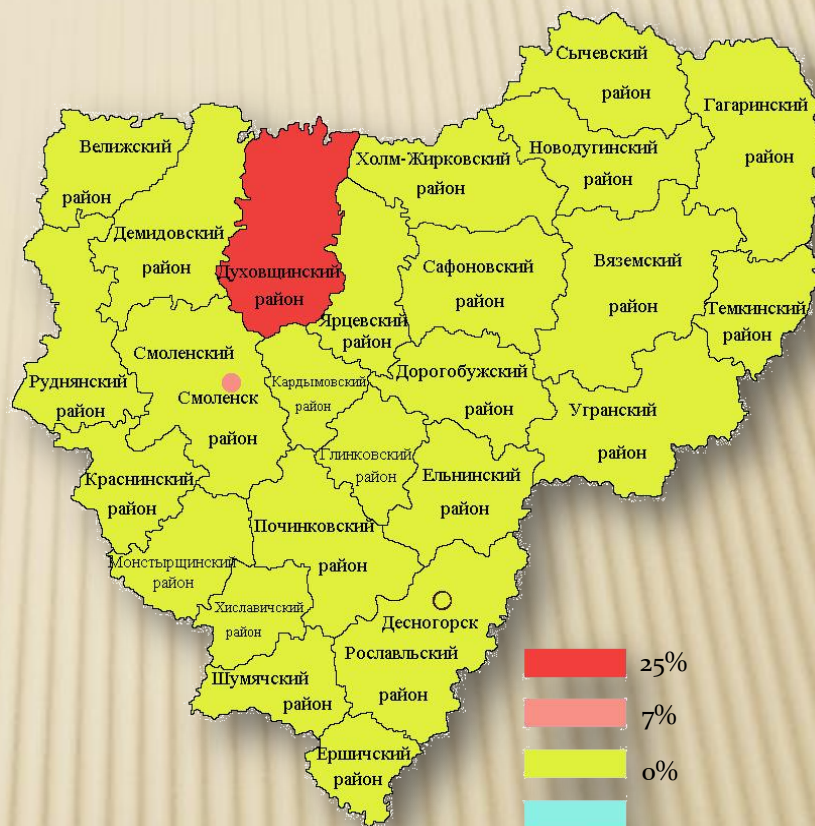 Сычевский
район
Гагаринский
район
Велижский
район
Холм-Жирковский
район
Новодугинский
район
Демидовский
район
Духовщинский
район
Сафоновский
район
Вяземский
район
Темкинский
район
Ярцевский
район
Смоленский
Смоленск
район
Руднянский
район
Кардымовский
район
Дорогобужский
район
Угранский
район
Глинковский
район
Ельнинский
район
Краснинский
район
Починковский
район
Монстырщинский
район
Хиславичский
район
Десногорск
Рославльский
район
Шумячский
район
Ершичский
район
25%
7%
0%